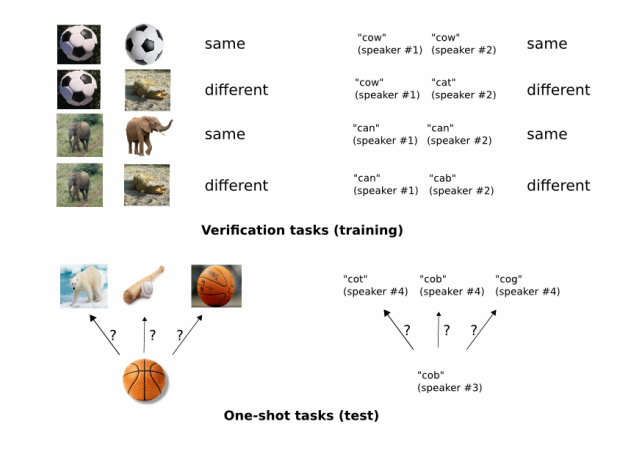 same
"cow" "cow"
(speaker #1) (speaker #2)
same
different
"cow" "cat"
(speaker #1) (speaker #2)
different
same
"can" "can"
(speaker #1) (speaker #2)
same
different
"can" "cab"
(speaker #1) (speaker #2)
different
Verification tasks (training)
"cot" "cob" "cog"
(speaker #4) (speaker #4) (speaker #4)
? ? ? ? ? ?
"cob"
(speaker #3)
One-shot tasks (test)